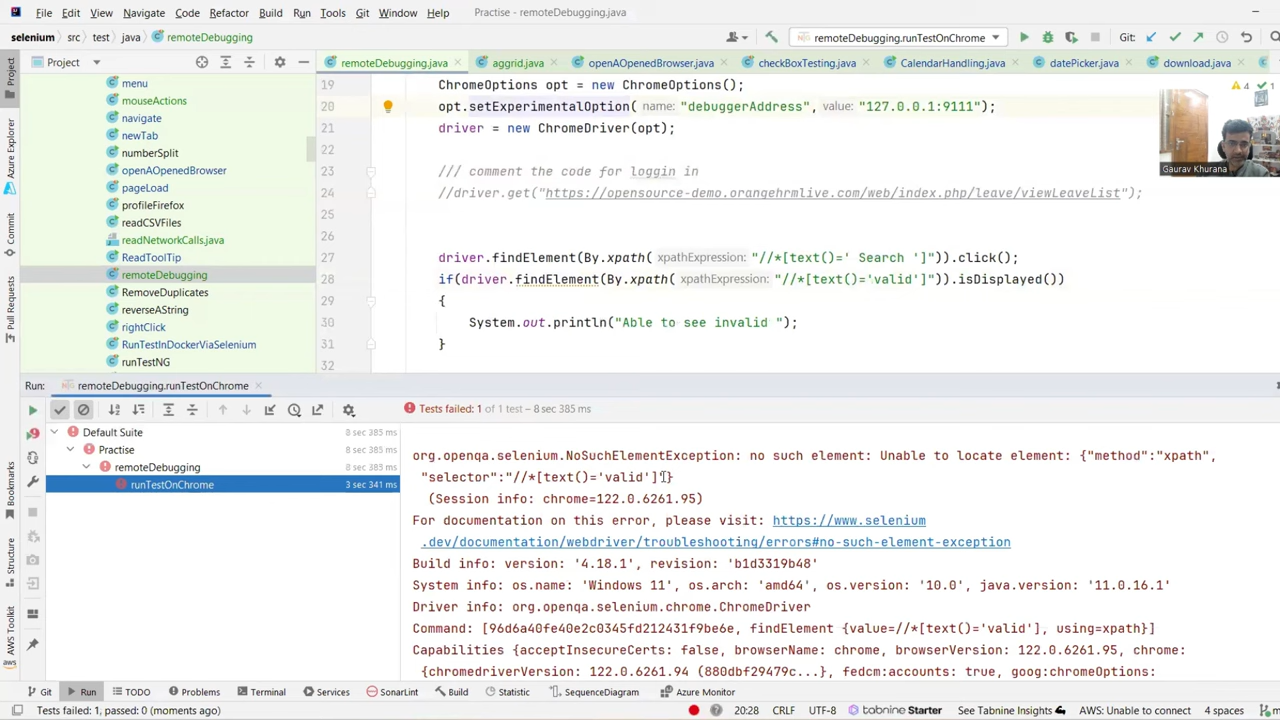 File Edit View Navigate Code Refactor Build Run Tools Git Window Help Practise - remoteDebugging.java
selenium src test java remoteDebugging remoteDebugging.runTestOnChrome Git:
Project remoteDebugging.java aggrid.java openAOpenedBrowser.java checkBoxTesting.java CalendarHandling.java datePicker.java download.java
menu
mouseActions
navigate
newTab
numberSplit
openAOpenedBrowser
pageLoad
profileFirefox
readCSVFiles
readNetworkCalls.java
ReadToolTip
remoteDebugging
RemoveDuplicates
reverseAString
rightClick
RunTestInDockerViaSelenium
runTestNG
19 ChromeOptions opt = new ChromeOptions();
20 opt.setExperimentalOption( name: "debuggerAddress", value: "127.0.0.1:9111");
21 driver = new ChromeDriver(opt);
22
23 /// comment the code for loggin in
24 //driver.get("https://opensource-demo.orangehrmlive.com/web/index.php/leave/viewLeaveList");
25
26
27 driver.findElement(By.xpath( xpathExpression: "//*[text()=' Search ']")).click();
28 if(driver.findElement(By.xpath( xpathExpression: "//*[text()='valid']")).isDisplayed())
29 {
30 System.out.println("Able to see invalid ");
31 }
32
4 1
Gaurav Khurana
Run: remoteDebugging.runTestOnChrome
Tests failed: 1 of 1 test – 8 sec 385 ms
Default Suite 8 sec 385 ms
Practise 8 sec 385 ms
remoteDebugging 8 sec 385 ms
runTestOnChrome 3 sec 341 ms
org.openqa.selenium.NoSuchElementException: no such element: Unable to locate element: {"method":"xpath",
"selector":"//*[text()='valid']"}
(Session info: chrome=122.0.6261.95)
For documentation on this error, please visit: https://www.selenium
.dev/documentation/webdriver/troubleshooting/errors#no-such-element-exception
Build info: version: '4.18.1', revision: 'b1d3319b48'
System info: os.name: 'Windows 11', os.arch: 'amd64', os.version: '10.0', java.version: '11.0.16.1'
Driver info: org.openqa.selenium.chrome.ChromeDriver
Command: [96d6a40fe40e2c0345fd212431f9be6e, findElement {value=//*[text()='valid'], using=xpath}]
Capabilities {acceptInsecureCerts: false, browserName: chrome, browserVersion: 122.0.6261.95, chrome:
{chromedriverVersion: 122.0.6261.94 (880dbf29479c..., fedcm:accounts: true, goog:chromeOptions:
Project
Azure Explorer
Commit
Pull Requests
Bookmarks
Structure
AWS Toolkit
Git Run TODO Problems Terminal Services SonarLint Build Statistic SequenceDiagram Azure Monitor
Tests failed: 1, passed: 0 (moments ago) 20:28 CRLF UTF-8 tabnine Starter See Tabnine Insights AWS: Unable to connect 4 spaces